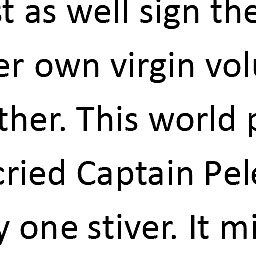 st as well sign the
er own virgin volu
ther. This world p
cried Captain Pele
y one stiver. It mi